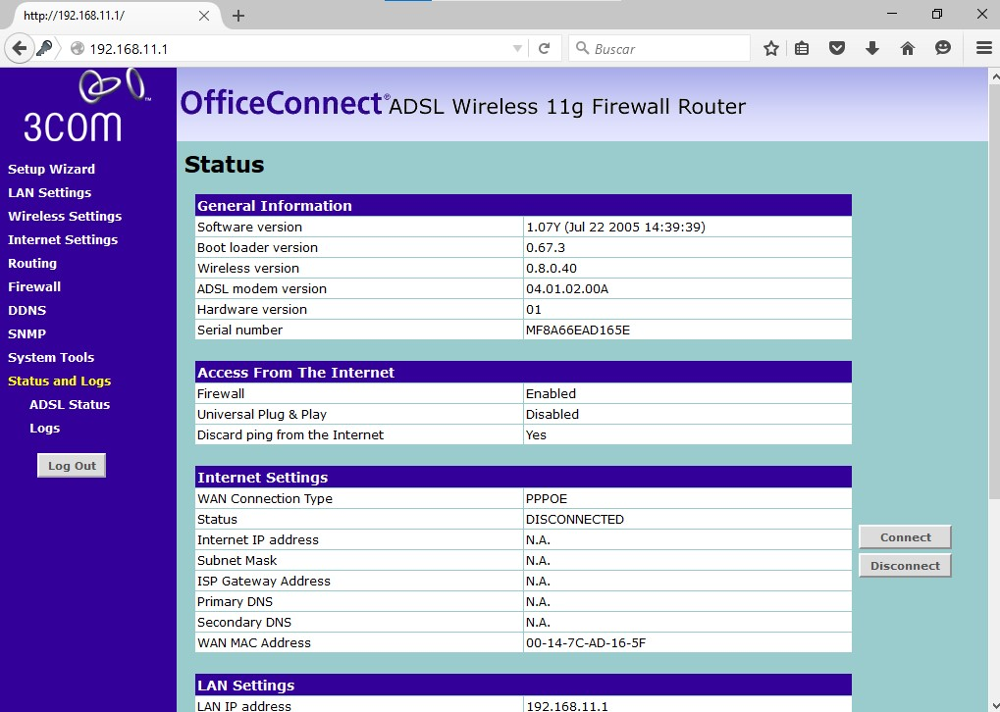 http://192.168.11.1/
192.168.11.1
Buscar
3COM ™
OfficeConnect® ADSL Wireless 11g Firewall Router
Setup Wizard
LAN Settings
Wireless Settings
Internet Settings
Routing
Firewall
DDNS
SNMP
System Tools
Status and Logs
ADSL Status
Logs
Log Out
Status
General Information
Software version 1.07Y (Jul 22 2005 14:39:39)
Boot loader version 0.67.3
Wireless version 0.8.0.40
ADSL modem version 04.01.02.00A
Hardware version 01
Serial number MF8A66EAD165E
Access From The Internet
Firewall Enabled
Universal Plug & Play Disabled
Discard ping from the Internet Yes
Internet Settings
WAN Connection Type PPPOE
Status DISCONNECTED
Internet IP address N.A.
Subnet Mask N.A.
ISP Gateway Address N.A.
Primary DNS N.A.
Secondary DNS N.A.
WAN MAC Address 00-14-7C-AD-16-5F
Connect
Disconnect
LAN Settings
LAN IP address 192.168.11.1